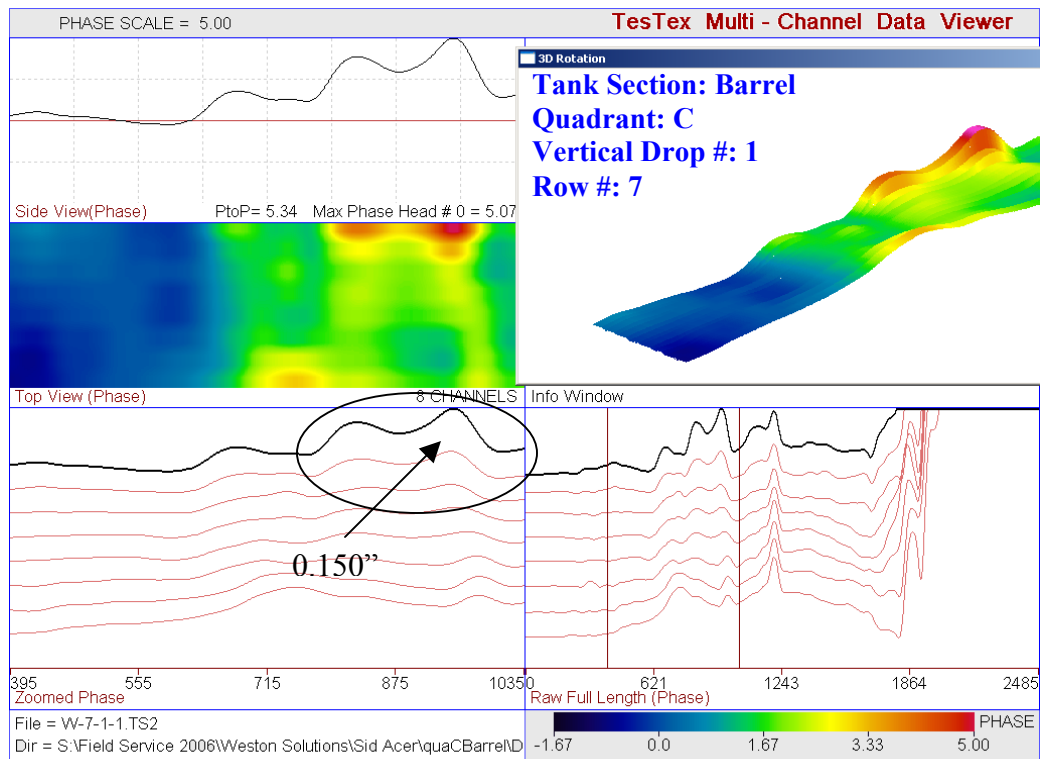 PHASE SCALE = 5.00
TesTex Multi - Channel Data Viewer
3D Rotation
Tank Section: Barrel
Quadrant: C
Vertical Drop #: 1
Row #: 7
Side View(Phase) PtoP= 5.34 Max Phase Head # 0 = 5.07
Top View (Phase) 8 CHANNELS
Info Window
0.150”
395 555 715 875 1035
Zoomed Phase
0 621 1243 1864 2485
Raw Full Length (Phase)
File = W-7-1-1.TS2
Dir = S:\Field Service 2006\Weston Solutions\Sid Acer\quaCBarrel\D
PHASE
-1.67 0.0 1.67 3.33 5.00